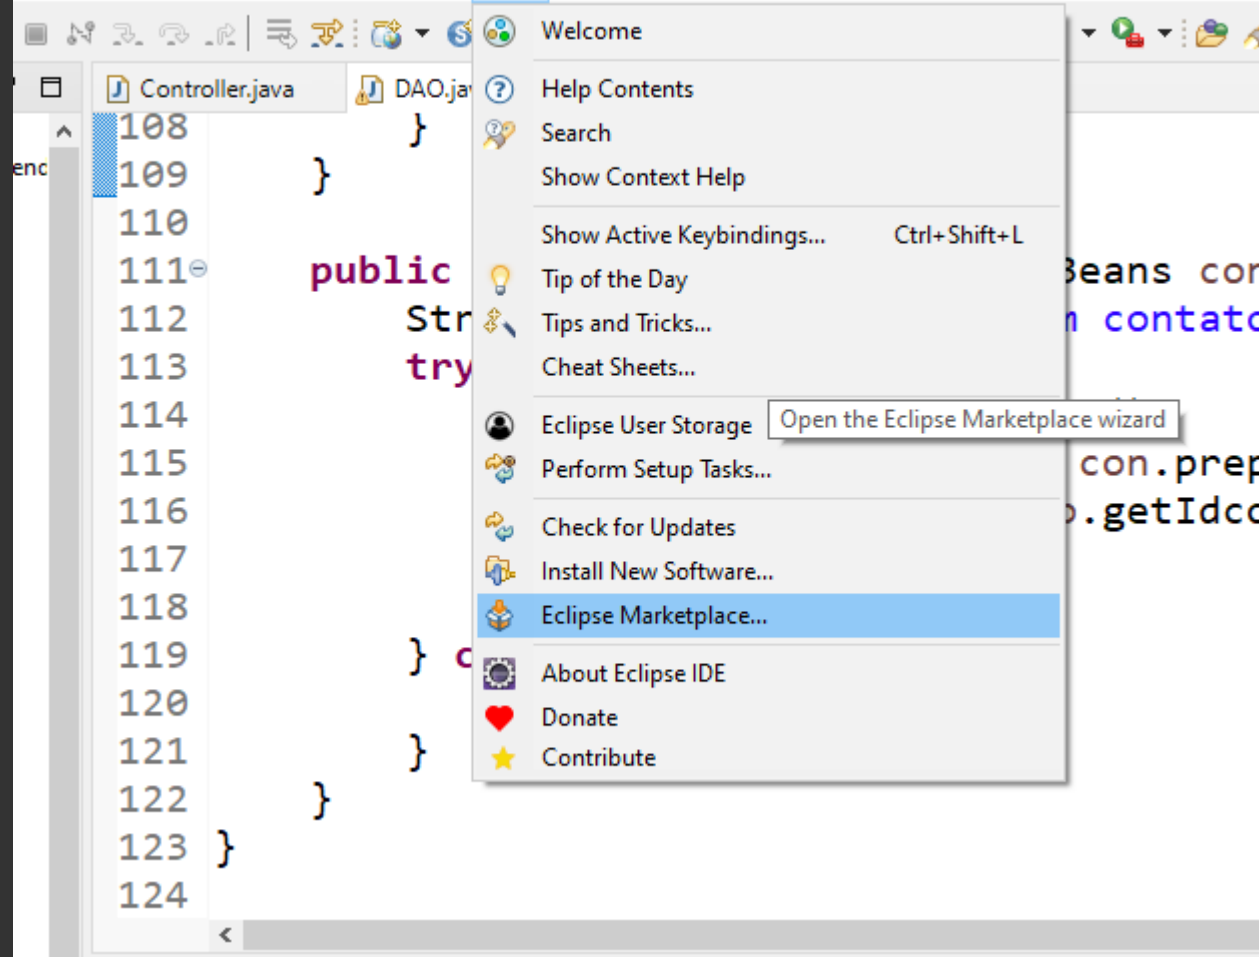 Controller.java
DAO.ja
108 }
109 }
110
111 public
112 Str
113 try
114
115
116
117
118
119 }
120
121 }
122 }
123 }
124
Welcome
Help Contents
Search
Show Context Help
Show Active Keybindings... Ctrl+Shift+L
Tip of the Day
Tips and Tricks...
Cheat Sheets...
Eclipse User Storage
Open the Eclipse Marketplace wizard
Perform Setup Tasks...
Check for Updates
Install New Software...
Eclipse Marketplace...
About Eclipse IDE
Donate
Contribute
Beans con
contato
con.prep
.getIdco